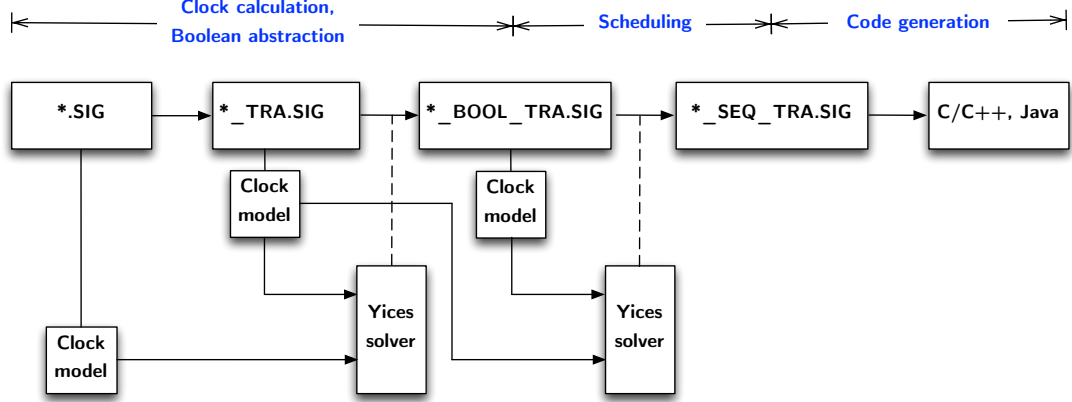 Clock calculation,
Boolean abstraction
Scheduling
Code generation
*.SIG
*_TRA.SIG
*_BOOL_TRA.SIG
*_SEQ_TRA.SIG
C/C++, Java
Clock
model
Clock
model
Yices
solver
Yices
solver
Clock
model